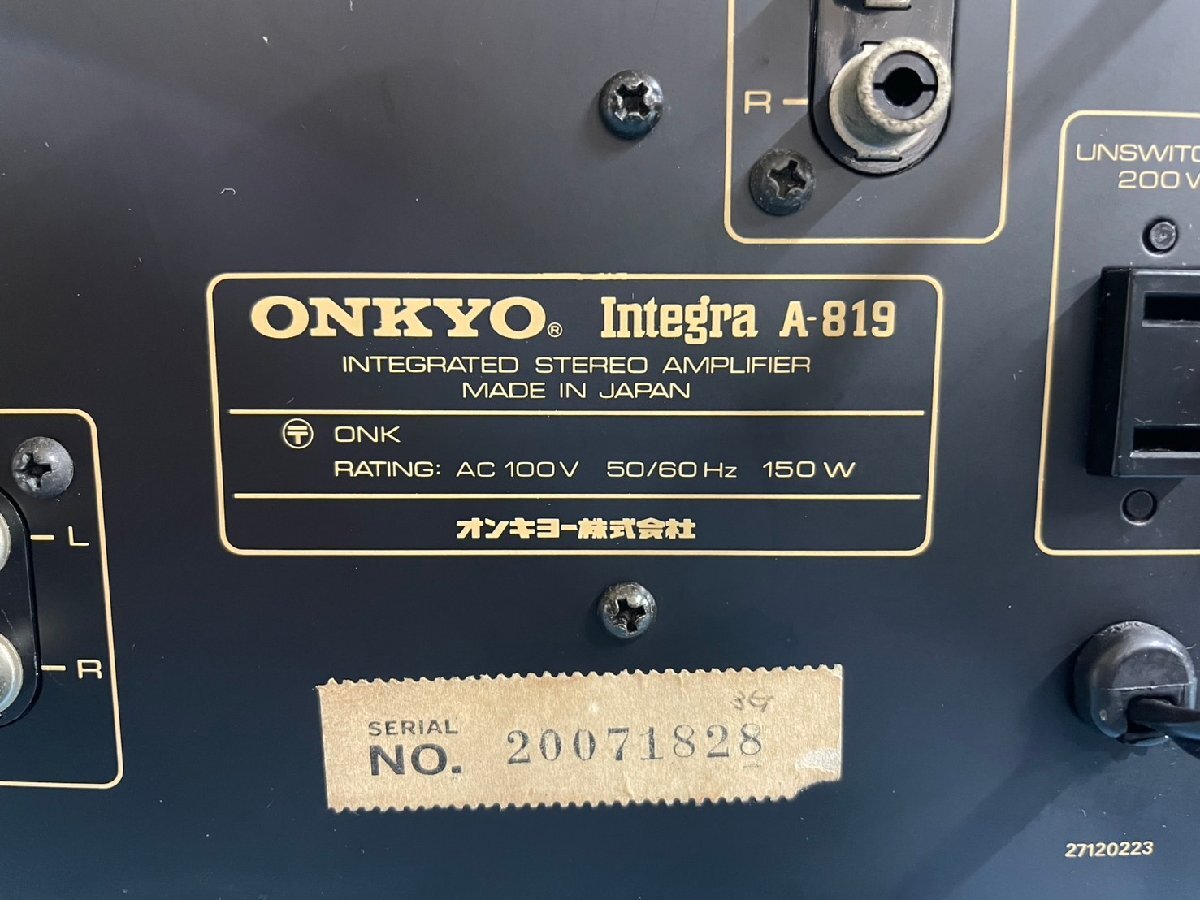 R
UNSWITC
200V
ONKYO® Integra A-819
INTEGRATED STEREO AMPLIFIER
MADE IN JAPAN
〒 ONK
RATING: AC 100V 50/60 Hz 150 W
オンキヨー株式会社
L
R
SERIAL
NO. 20071828
27120223